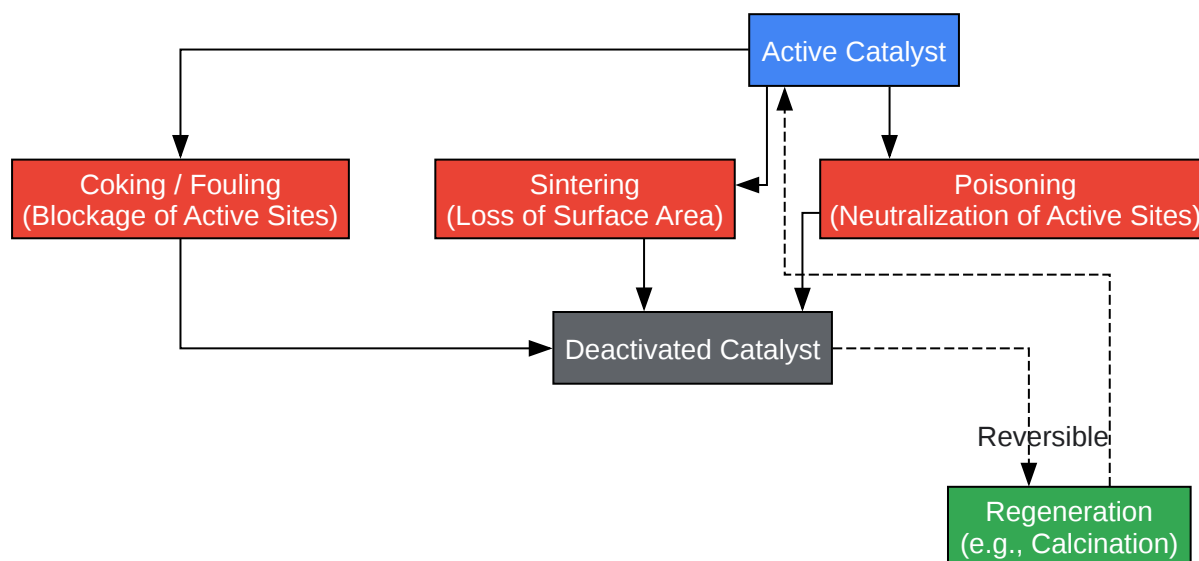 Active Catalyst
Coking / Fouling
(Blockage of Active Sites)
Sintering
(Loss of Surface Area)
Poisoning
(Neutralization of Active Sites)
Deactivated Catalyst
Reversible
Regeneration
(e.g., Calcination)